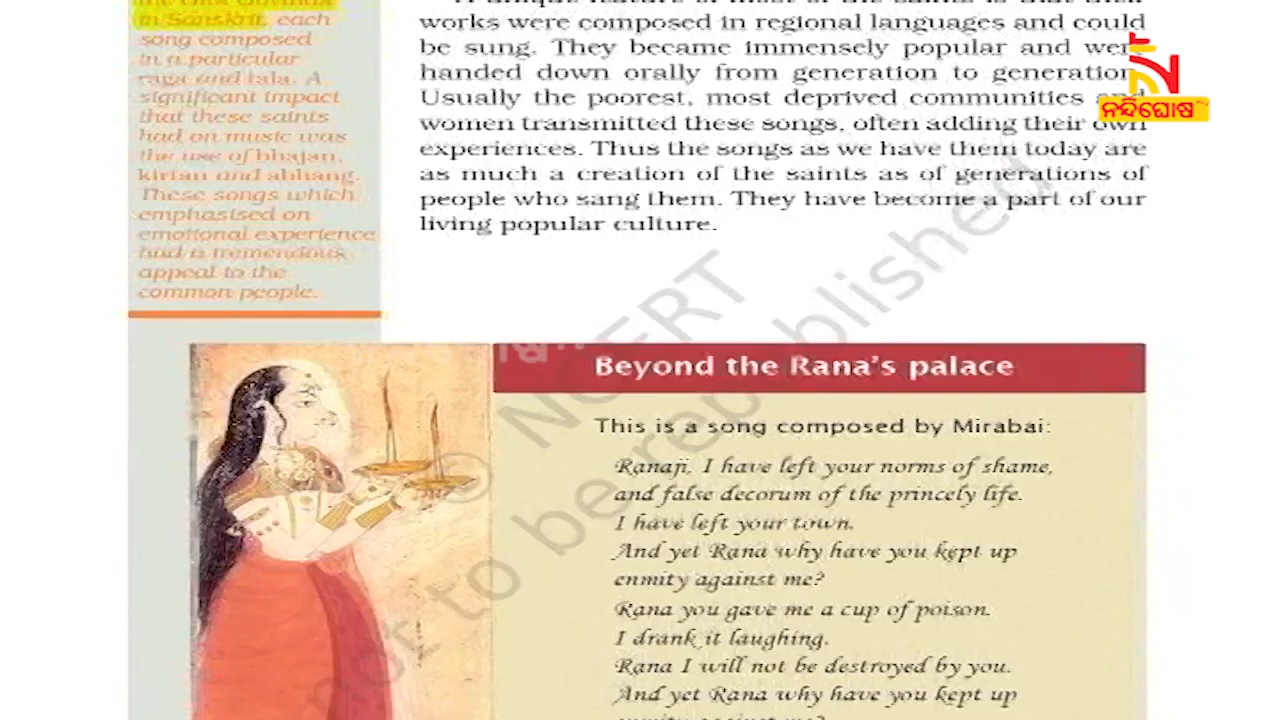 in Sanskrit, each
song composed
in a particular
raga and tala. A
significant impact
that these saints
had on music was
the use of bhajan,
kirtan and abhang.
These songs which
emphasised on
emotional experience
had a tremendous
appeal to the
common people.
works were composed in regional languages and could
be sung. They became immensely popular and were
handed down orally from generation to generation.
Usually the poorest, most deprived communities and
women transmitted these songs, often adding their own
experiences. Thus the songs as we have them today are
as much a creation of the saints as of generations of
people who sang them. They have become a part of our
living popular culture.
ନନ୍ଦିଘୋଷ
Beyond the Rana's palace
This is a song composed by Mirabai:
Ranaji, I have left your norms of shame,
and false decorum of the princely life.
I have left your town.
And yet Rana why have you kept up
enmity against me?
Rana you gave me a cup of poison.
I drank it laughing.
Rana I will not be destroyed by you.
And yet Rana why have you kept up
enmity against me?
© NCERT
not to be republished